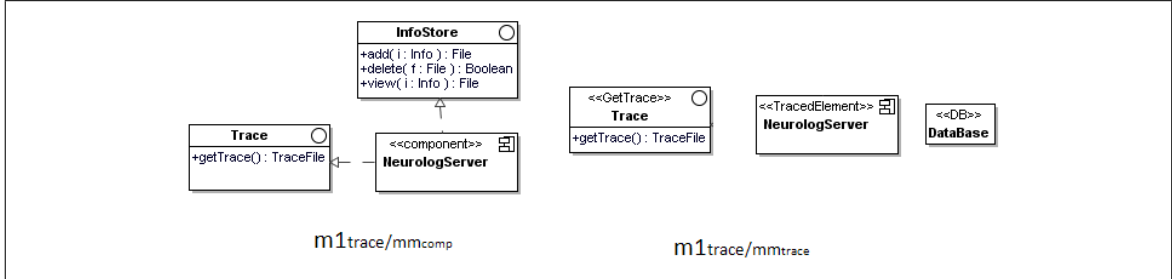 InfoStore
+add( i : Info ) : File
+delete( f : File ) : Boolean
+view( i : Info ) : File
Trace
+getTrace() : TraceFile
<<component>>
NeurologServer
m1trace/mmcomp
<<GetTrace>>
Trace
+getTrace() : TraceFile
<<TracedElement>>
NeurologServer
<<DB>>
DataBase
m1trace/mmtrace